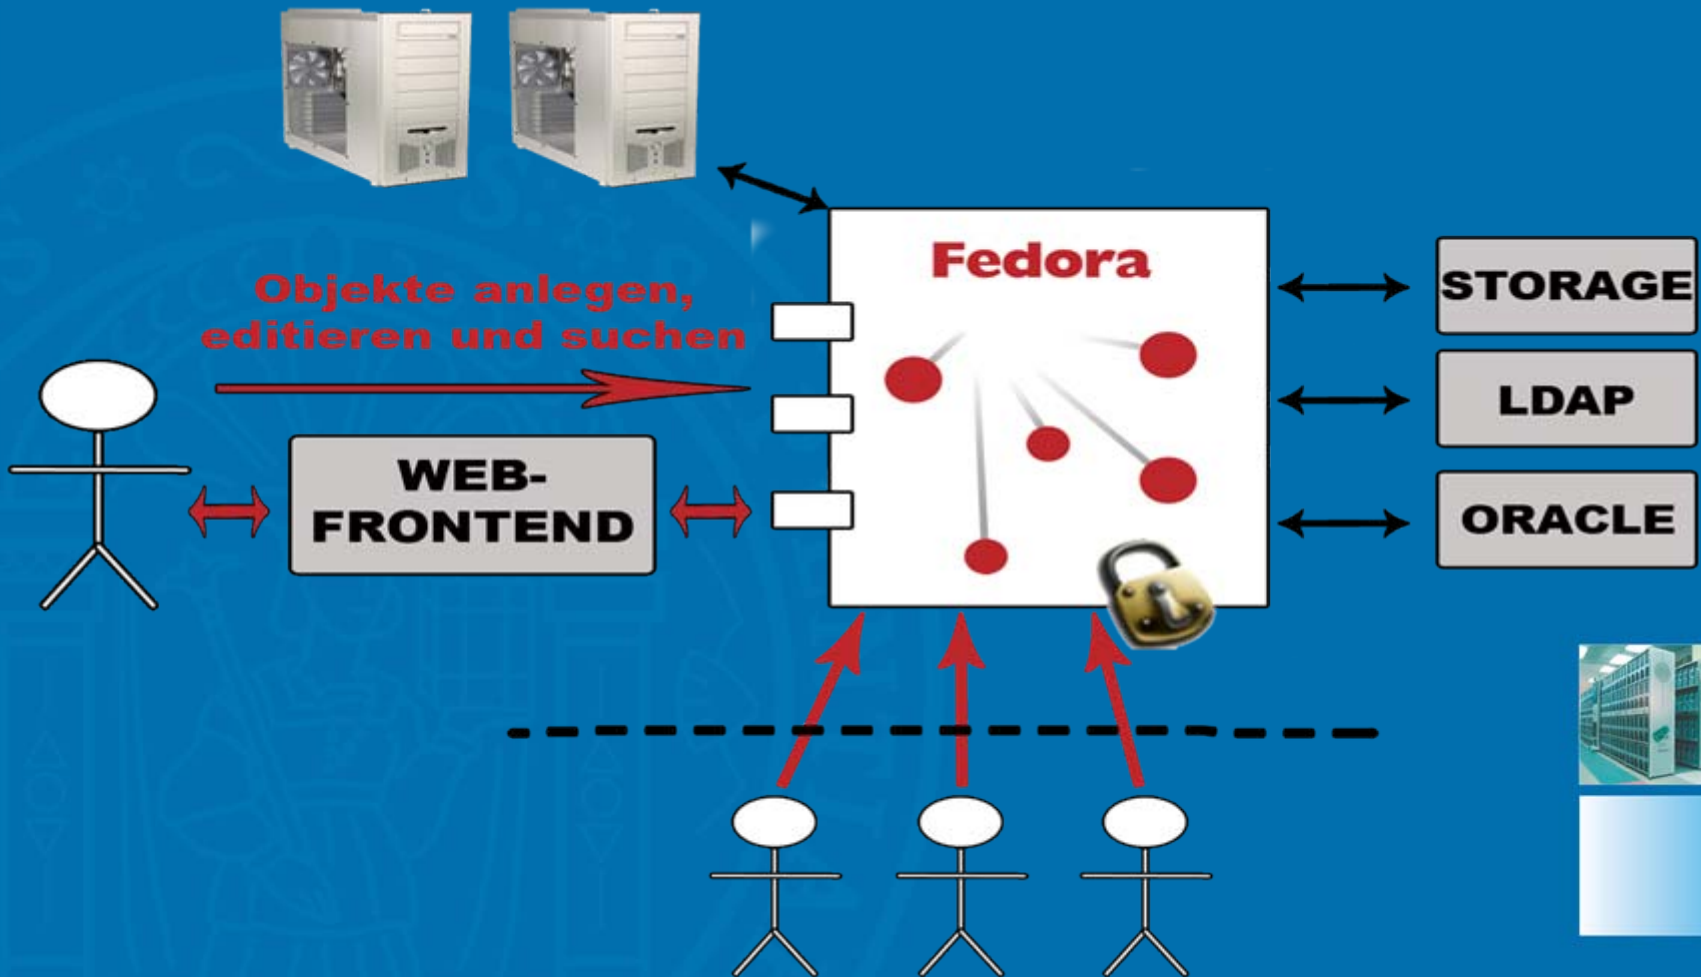 Fedora
Objekte anlegen,
editieren und suchen
WEB-
FRONTEND
STORAGE
LDAP
ORACLE